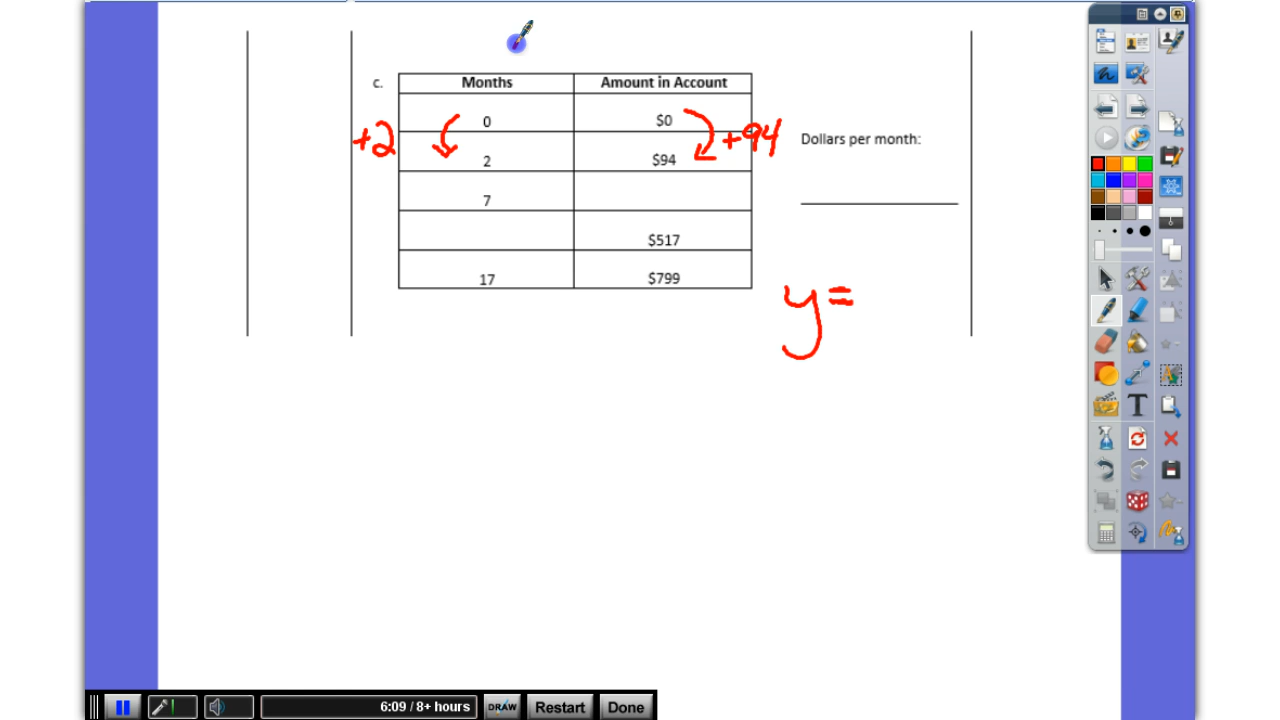 c.
Months Amount in Account
0 $0
+2 +94
Dollars per month:
2 $94
7
$517
17 $799
y=
T
6:09 / 8+ hours DRAW Restart Done